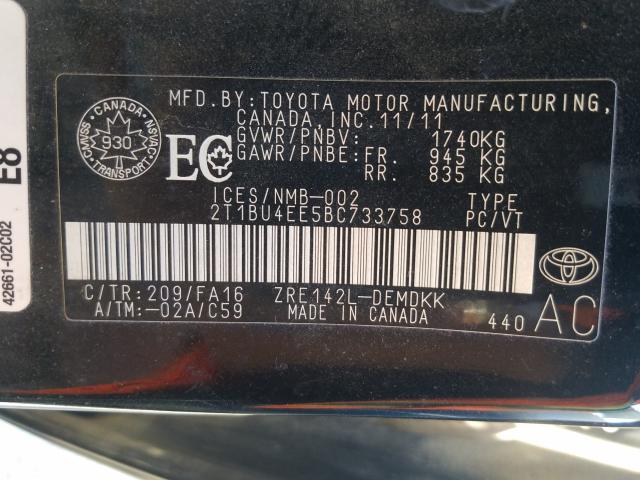 E8
42661-02C02
CMVSS CANADA NSVAC
930
TRANSPORT
EC
MFD.BY:TOYOTA MOTOR MANUFACTURING,
CANADA,INC.11/11
GVWR/PNBV: 1740KG
GAWR/PNBE:FR. 945 KG
RR. 835 KG
ICES/NMB-002 TYPE
2T1BU4EE5BC733758 PC/VT
C/TR:209/FA16 ZRE142L-DEMDKK
A/TM:-02A/C59 MADE IN CANADA
440 AC